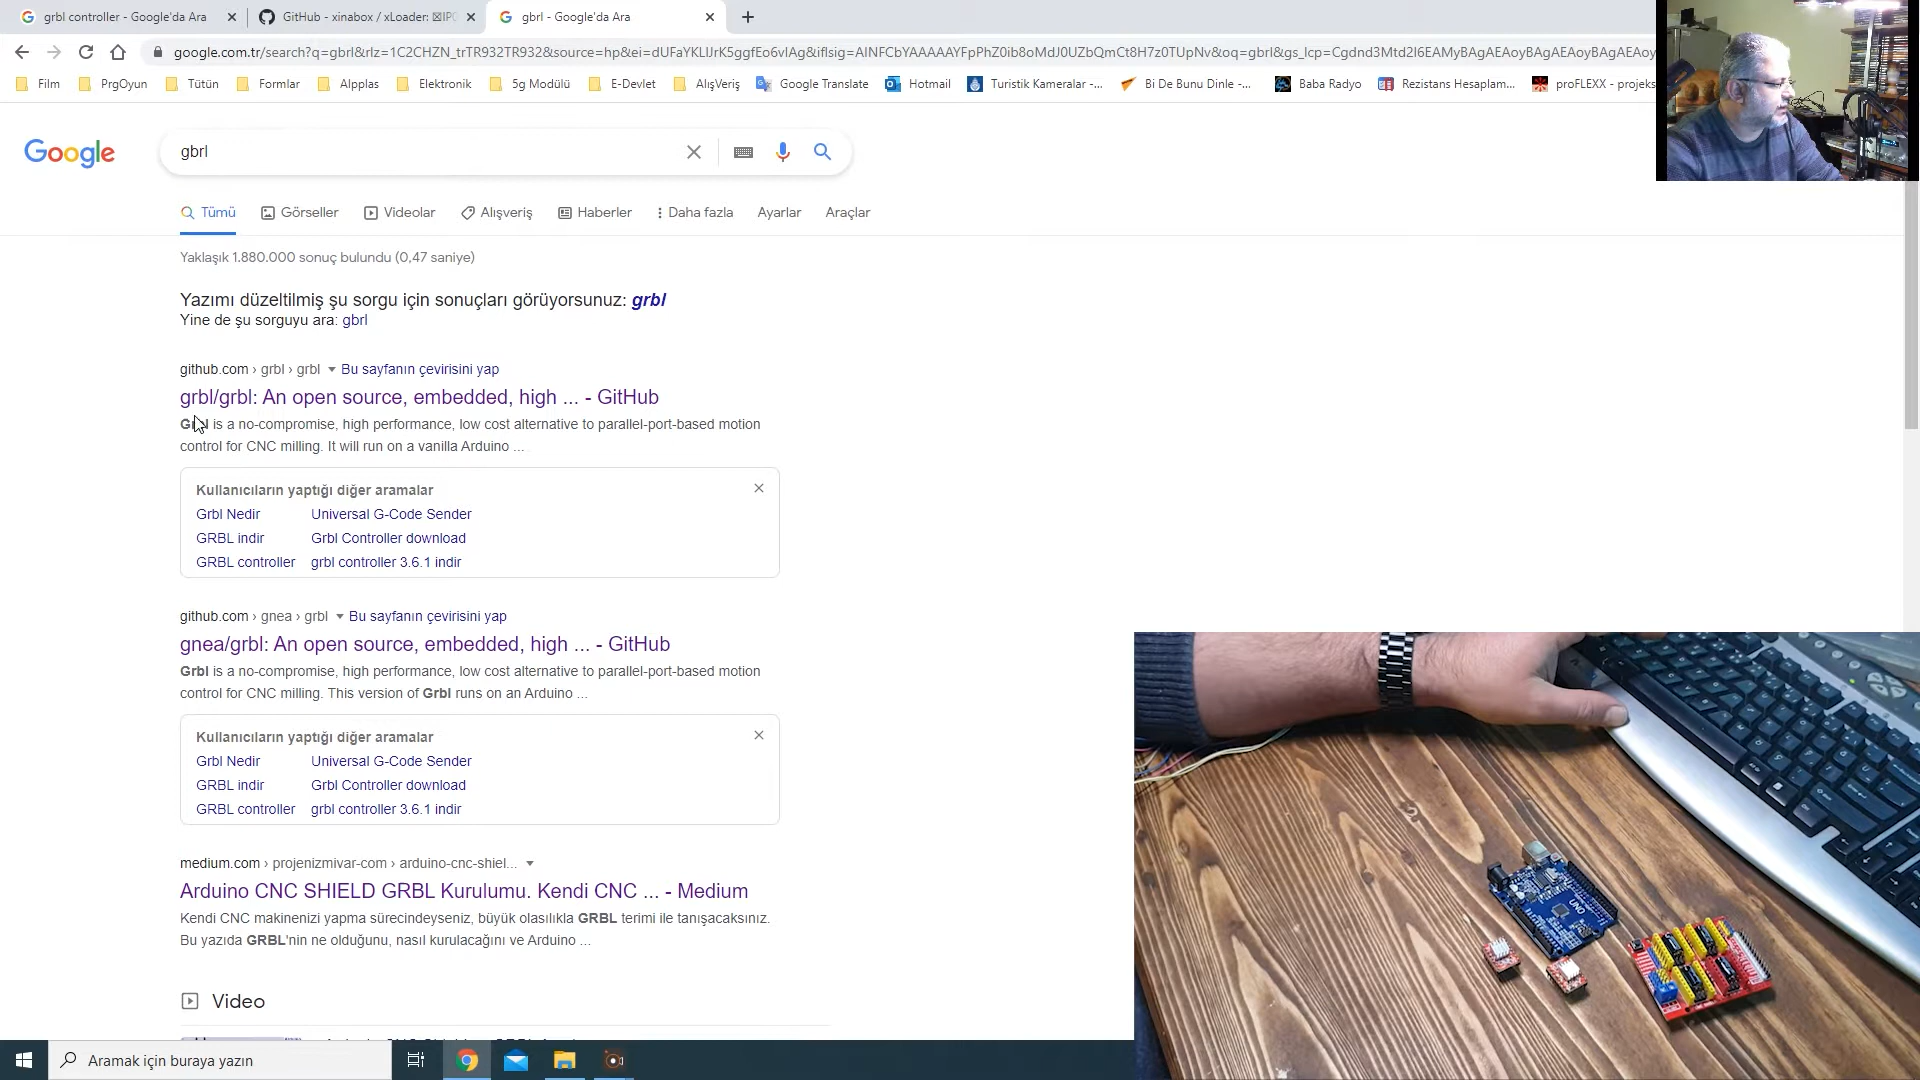 grbl controller - Google'da Ara
GitHub - xinabox / xLoader:
gbrl - Google'da Ara
google.com.tr/search?q=gbrl&rlz=1C2CHZN_trTR932TR932&source=hp&ei=
Film
PrgOyun
Tütün
Formlar
Alpplas
Elektronik
5g Modülü
E-Devlet
AlışVeriş
Google Translate
Hotmail
Turistik Kameralar -...
Bi De Bunu Dinle -...
Baba Radyo
Rezistans Hesaplam...
proFLEXX - projeks
Google
gbrl
Tümü
Görseller
Videolar
Alışveriş
Haberler
Daha fazla
Ayarlar
Araçlar
Yaklaşık 1.880.000 sonuç bulundu (0,47 saniye)
Yazımı düzeltilmiş şu sorgu için sonuçları görüyorsunuz: grbl
Yine de şu sorguyu ara: gbrl
github.com › grbl › grbl Bu sayfanın çevirisini yap
grbl/grbl: An open source, embedded, high ... - GitHub
Grbl is a no-compromise, high performance, low cost alternative to parallel-port-based motion
control for CNC milling. It will run on a vanilla Arduino ...
Kullanıcıların yaptığı diğer aramalar
Grbl Nedir Universal G-Code Sender
GRBL indir Grbl Controller download
GRBL controller grbl controller 3.6.1 indir
github.com › gnea › grbl Bu sayfanın çevirisini yap
gnea/grbl: An open source, embedded, high ... - GitHub
Grbl is a no-compromise, high performance, low cost alternative to parallel-port-based motion
control for CNC milling. This version of Grbl runs on an Arduino ...
Kullanıcıların yaptığı diğer aramalar
Grbl Nedir Universal G-Code Sender
GRBL indir Grbl Controller download
GRBL controller grbl controller 3.6.1 indir
medium.com › projenizmivar-com › arduino-cnc-shiel...
Arduino CNC SHIELD GRBL Kurulumu. Kendi CNC ... - Medium
Kendi CNC makinenizi yapma sürecindeyseniz, büyük olasılıkla GRBL terimi ile tanışacaksınız.
Bu yazıda GRBL'nin ne olduğunu, nasıl kurulacağını ve Arduino ...
Video
UNO
Aramak için buraya yazın